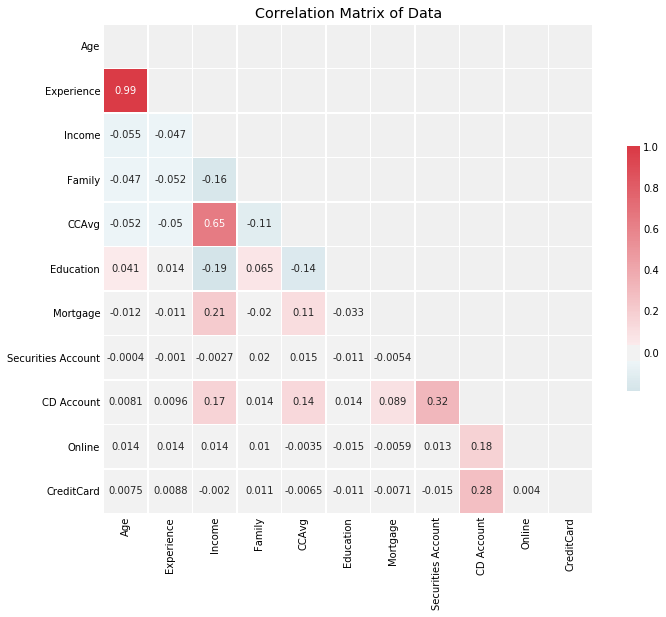 Correlation Matrix of Data
Age
Experience 0.99
Income -0.055 -0.047
Family -0.047 -0.052 -0.16
CCAvg -0.052 -0.05 0.65 -0.11
Education 0.041 0.014 -0.19 0.065 -0.14
Mortgage -0.012 -0.011 0.21 -0.02 0.11 -0.033
Securities Account -0.0004 -0.001 -0.0027 0.02 0.015 -0.011 -0.0054
CD Account 0.0081 0.0096 0.17 0.014 0.14 0.014 0.089 0.32
Online 0.014 0.014 0.014 0.01 -0.0035 -0.015 -0.0059 0.013 0.18
CreditCard 0.0075 0.0088 -0.002 0.011 -0.0065 -0.011 -0.0071 -0.015 0.28 0.004
Age Experience Income Family CCAvg Education Mortgage Securities Account CD Account Online CreditCard
1.0
0.8
0.6
0.4
0.2
0.0